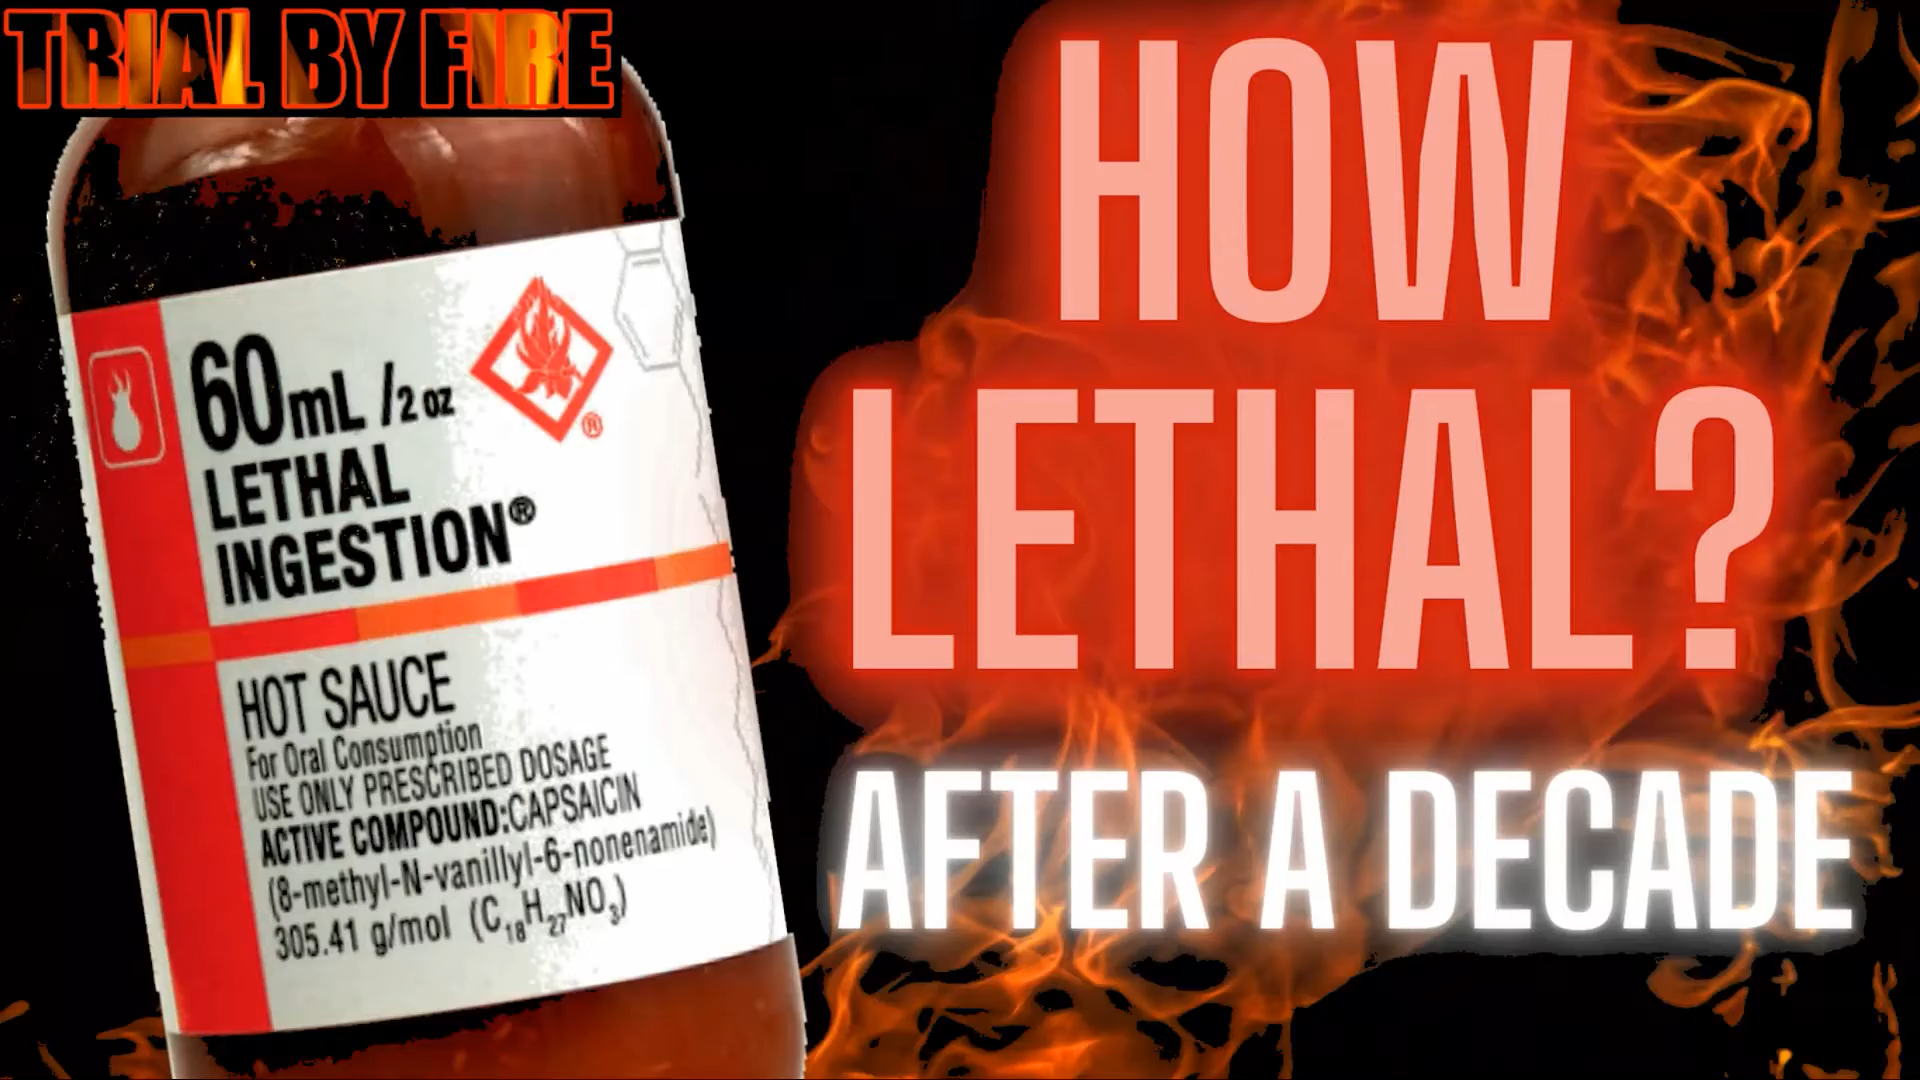 TRIAL BY FIRE
60mL /2 oz
LETHAL
INGESTION®
®
HOT SAUCE
For Oral Consumption
USE ONLY PRESCRIBED DOSAGE
ACTIVE COMPOUND:CAPSAICIN
(8-methyl-N-vanillyl-6-nonenamide)
305.41 g/mol (C₁₈H₂₇NO₃)
HOW
LETHAL?
AFTER A DECADE